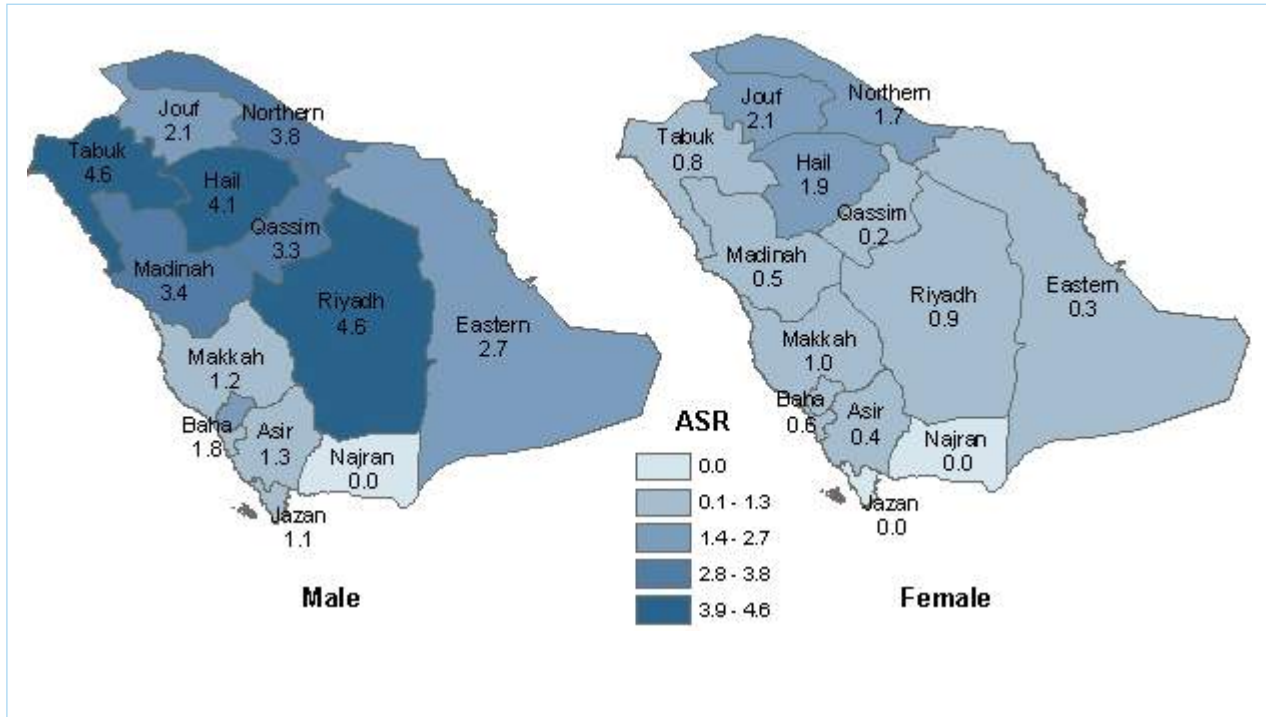 Jouf
2.1
Northern
3.8
Tabuk
4.6
Hail
4.1
Qassim
3.3
Madinah
3.4
Riyadh
4.6
Eastern
2.7
Makkah
1.2
Baha
1.8
Asir
1.3
Najran
0.0
Jazan
1.1
Male
ASR
0.0
0.1 - 1.3
1.4 - 2.7
2.8 - 3.8
3.9 - 4.6
Jouf
2.1
Northern
1.7
Tabuk
0.8
Hail
1.9
Qassim
0.2
Madinah
0.5
Riyadh
0.9
Eastern
0.3
Makkah
1.0
Baha
0.6
Asir
0.4
Najran
0.0
Jazan
0.0
Female